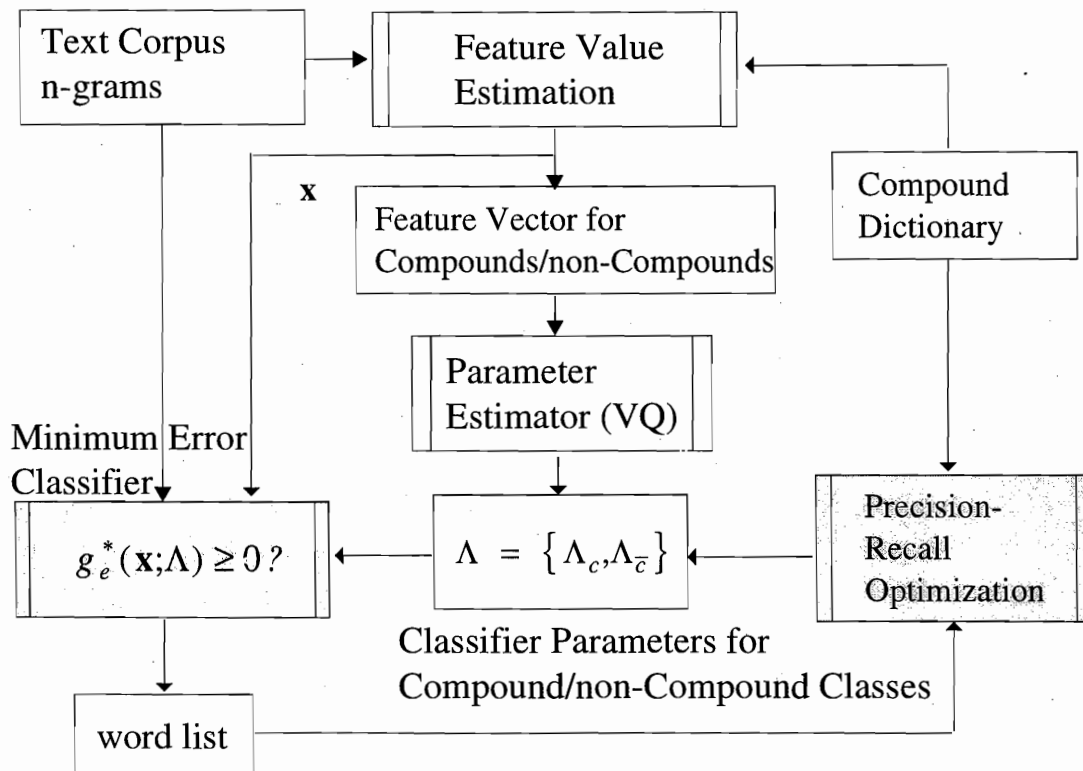 Text Corpus
n-grams
Feature Value
Estimation
x
Compound
Dictionary
Feature Vector for
Compounds/non-Compounds
Parameter
Estimator (VQ)
Minimum Error
Classifier
g*e(x;Λ) ≥ 0?
Λ = {Λc,Λc̅}
Precision-
Recall
Optimization
Classifier Parameters for
Compound/non-Compound Classes
word list